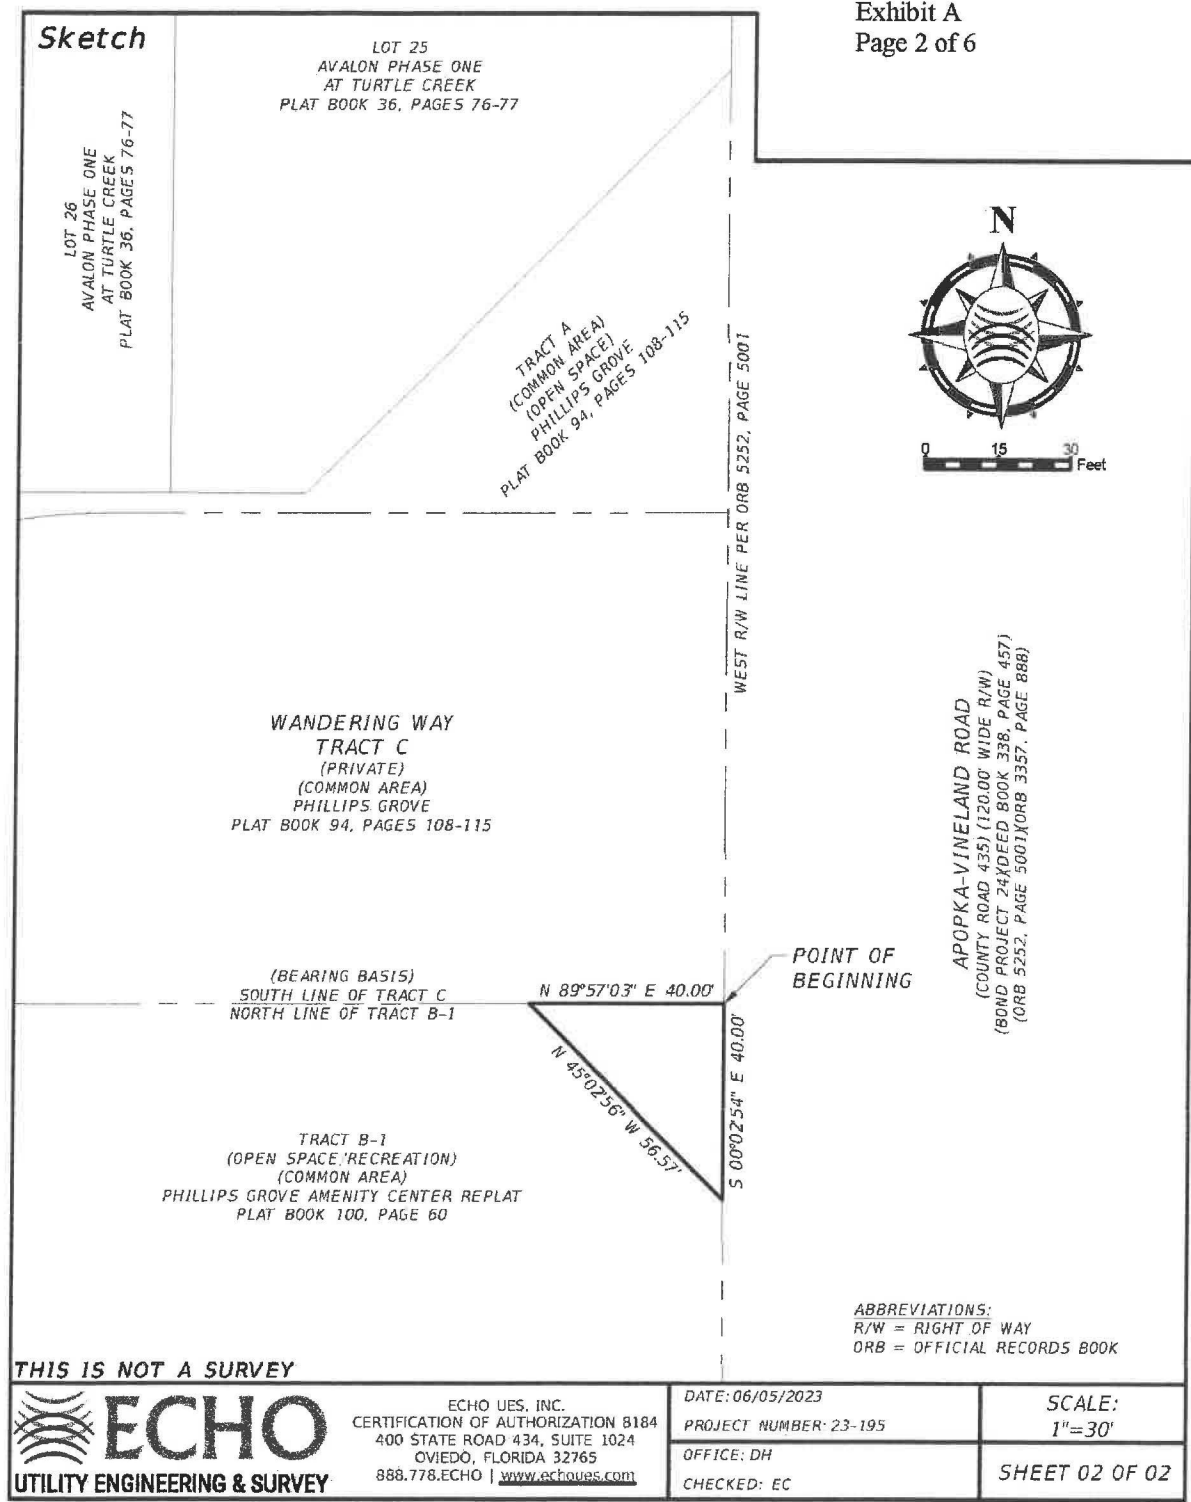 Exhibit A
Page 2 of 6
Sketch
LOT 25
AVALON PHASE ONE
AT TURTLE CREEK
PLAT BOOK 36, PAGES 76-77
LOT 26
AVALON PHASE ONE
AT TURTLE CREEK
PLAT BOOK 36, PAGES 76-77
TRACT A
(COMMON AREA)
(OPEN SPACE)
PHILLIPS GROVE
PLAT BOOK 94, PAGES 108-115
WEST R/W LINE PER ORB 5252, PAGE 5001
N
0 15 30
Feet
WANDERING WAY
TRACT C
(PRIVATE)
(COMMON AREA)
PHILLIPS GROVE
PLAT BOOK 94, PAGES 108-115
APOPKA-VINELAND ROAD
(COUNTY ROAD 435) (120.00' WIDE R/W)
(BOND PROJECT 24)(DEED BOOK 338, PAGE 457)
(ORB 5252, PAGE 5001)(ORB 3357, PAGE 888)
POINT OF
BEGINNING
(BEARING BASIS)
SOUTH LINE OF TRACT C
NORTH LINE OF TRACT B-1
N 89°57'03" E 40.00'
S 00°02'54" E 40.00'
N 45°02'56" W 56.57'
TRACT B-1
(OPEN SPACE/RECREATION)
(COMMON AREA)
PHILLIPS GROVE AMENITY CENTER REPLAT
PLAT BOOK 100, PAGE 60
ABBREVIATIONS:
R/W = RIGHT OF WAY
ORB = OFFICIAL RECORDS BOOK
THIS IS NOT A SURVEY
ECHO
UTILITY ENGINEERING & SURVEY
ECHO UES, INC.
CERTIFICATION OF AUTHORIZATION 8184
400 STATE ROAD 434, SUITE 1024
OVIEDO, FLORIDA 32765
888.778.ECHO | www.echoues.com
DATE: 06/05/2023
PROJECT NUMBER: 23-195
OFFICE: DH
CHECKED: EC
SCALE:
1"=30'
SHEET 02 OF 02